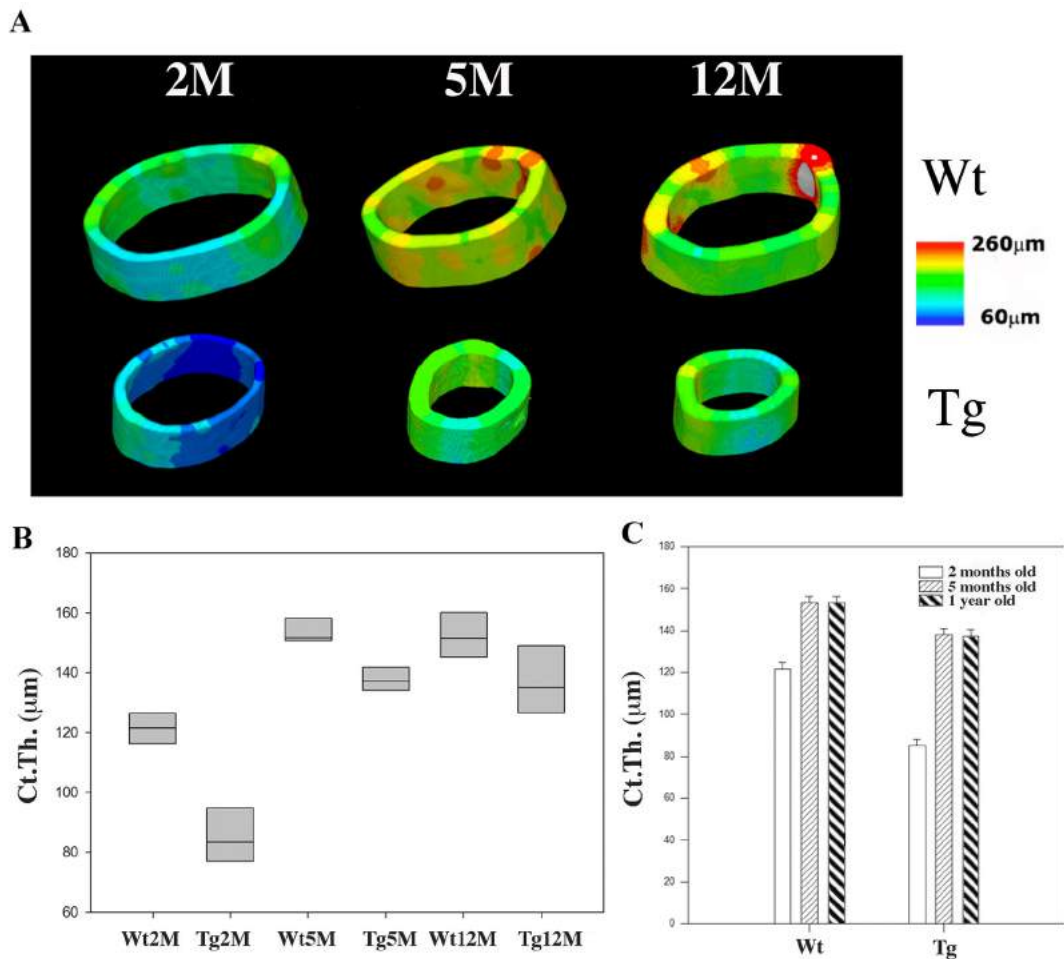 A
2M 5M 12M
Wt
260μm
60μm
Tg
B
180
160
140
120
100
80
60
Ct.Th. (μm)
Wt2M Tg2M Wt5M Tg5M Wt12M Tg12M
C
180
160
140
120
100
80
60
40
20
0
Ct.Th. (μm)
2 months old
5 months old
1 year old
Wt Tg